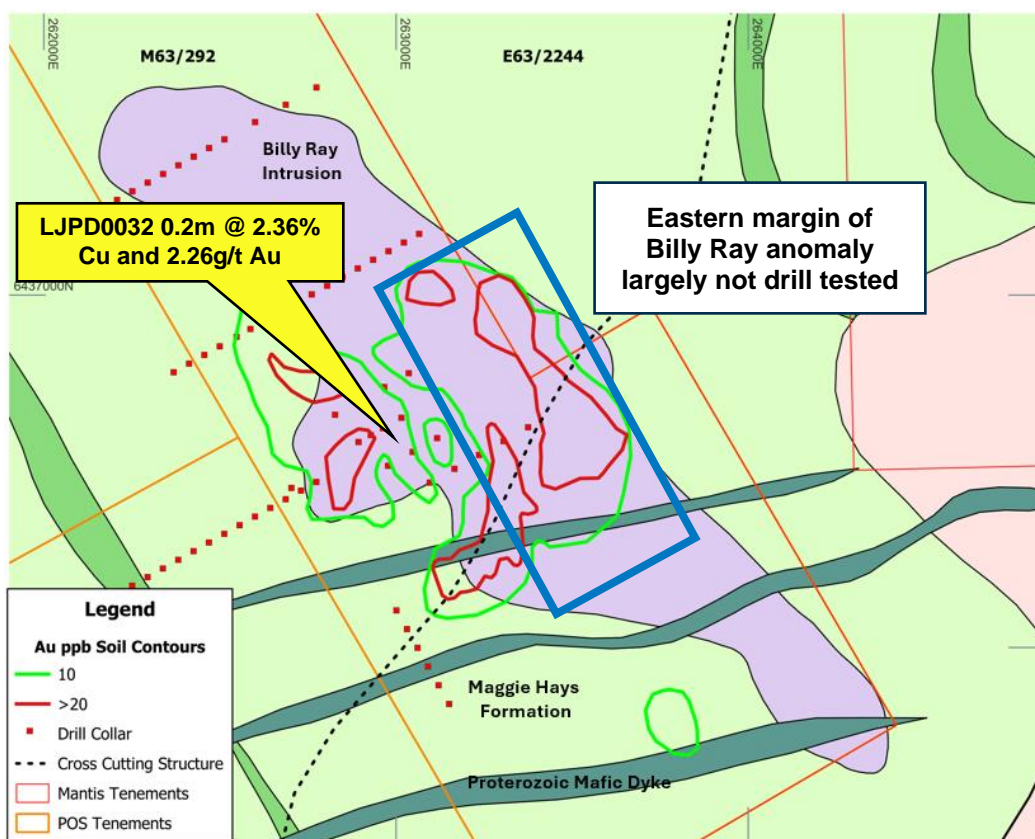 262000E
263000E
264000E
M63/292
E63/2244
Billy Ray
Intrusion
LJPD0032 0.2m @ 2.36%
Cu and 2.26g/t Au
Eastern margin of
Billy Ray anomaly
largely not drill tested
6437000N
Legend
Au ppb Soil Contours
10
>20
Drill Collar
Cross Cutting Structure
Mantis Tenements
POS Tenements
Maggie Hays
Formation
Proterozoic Mafic Dyke